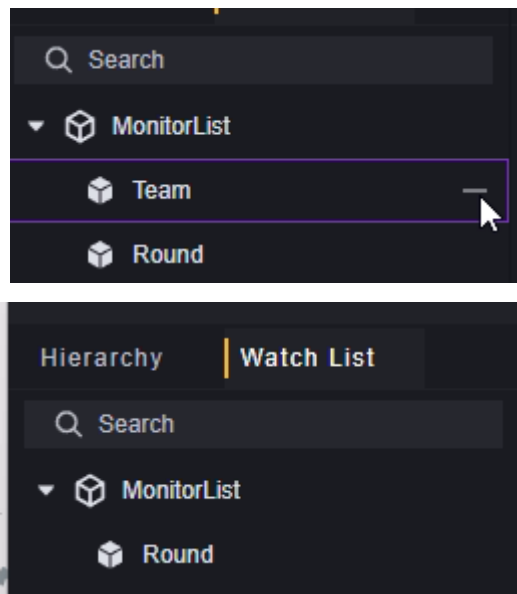 Search
MonitorList
Team
Round
Hierarchy Watch List
Search
MonitorList
Round